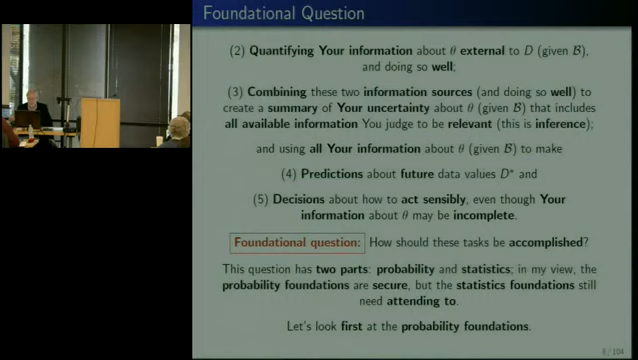 Foundational Question
(2) Quantifying Your information about θ external to D (given ℬ),
and doing so well;
(3) Combining these two information sources (and doing so well) to
create a summary of Your uncertainty about θ (given ℬ) that includes
all available information You judge to be relevant (this is inference);
and using all Your information about θ (given ℬ) to make
(4) Predictions about future data values D* and
(5) Decisions about how to act sensibly, even though Your
information about θ may be incomplete.
Foundational question: How should these tasks be accomplished?
This question has two parts: probability and statistics; in my view, the
probability foundations are secure, but the statistics foundations still
need attending to.
Let's look first at the probability foundations.
9 / 104